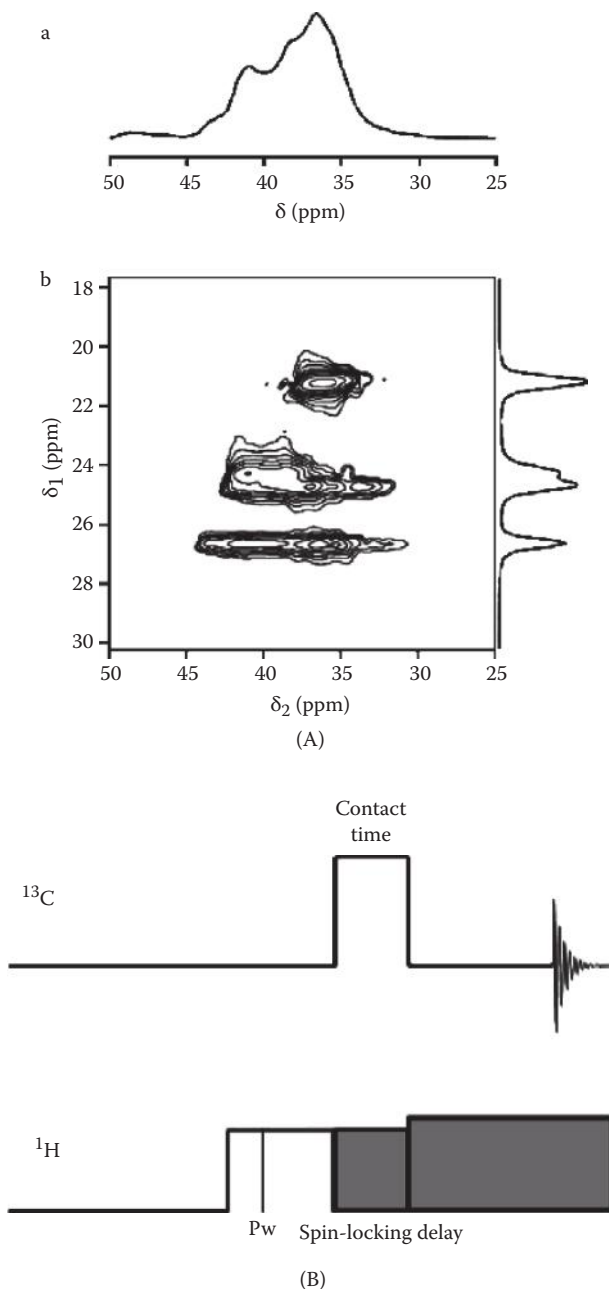 a
50 45 40 35 30 25
δ (ppm)
b
18
20
22
24
26
28
30
δ1 (ppm)
50 45 40 35 30 25
δ2 (ppm)
(A)
Contact
time
13C
1H
Pw Spin-locking delay
(B)